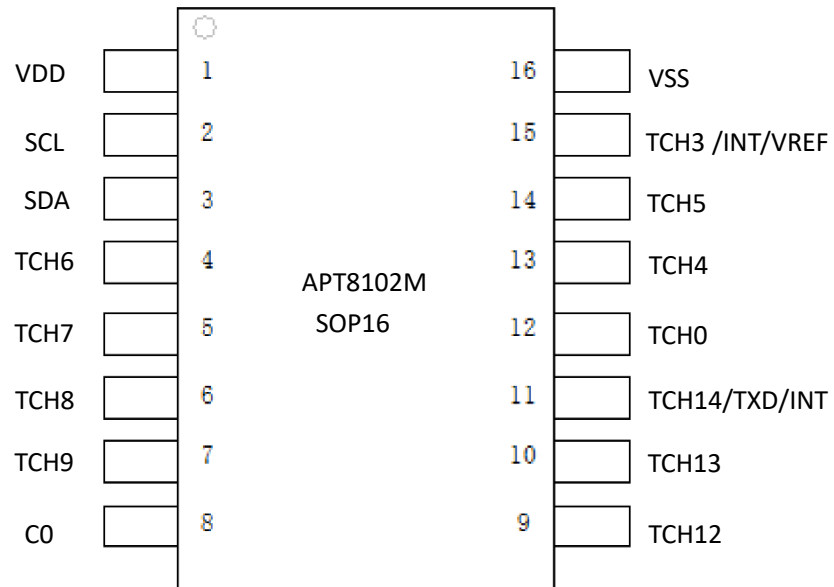 VDD 1 16 VSS
SCL 2 15 TCH3 /INT/VREF
SDA 3 14 TCH5
TCH6 4 13 TCH4
APT8102M
SOP16
TCH7 5 12 TCH0
TCH8 6 11 TCH14/TXD/INT
TCH9 7 10 TCH13
C0 8 9 TCH12